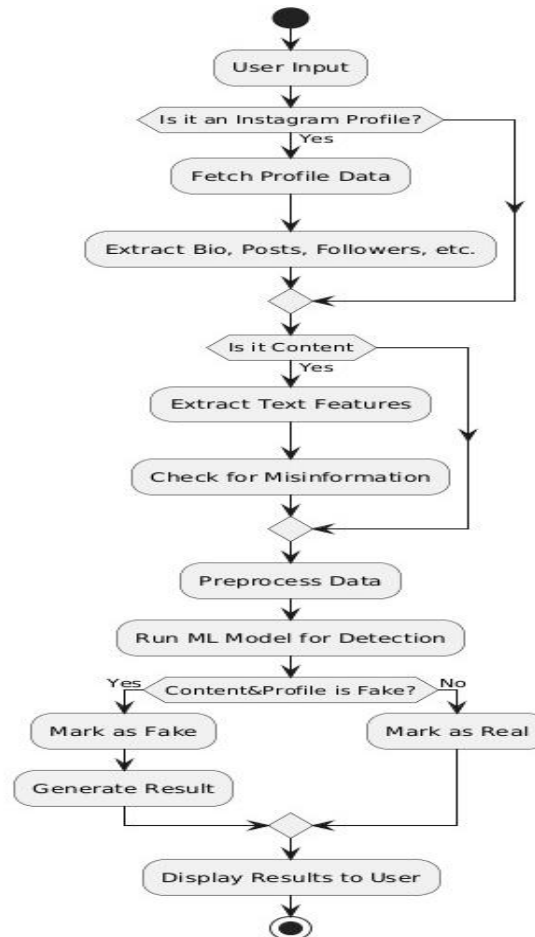 User Input
Is it an Instagram Profile?
Yes
Fetch Profile Data
Extract Bio, Posts, Followers, etc.
Is it Content
Yes
Extract Text Features
Check for Misinformation
Preprocess Data
Run ML Model for Detection
Yes
Content&Profile is Fake?
No
Mark as Fake
Mark as Real
Generate Result
Display Results to User